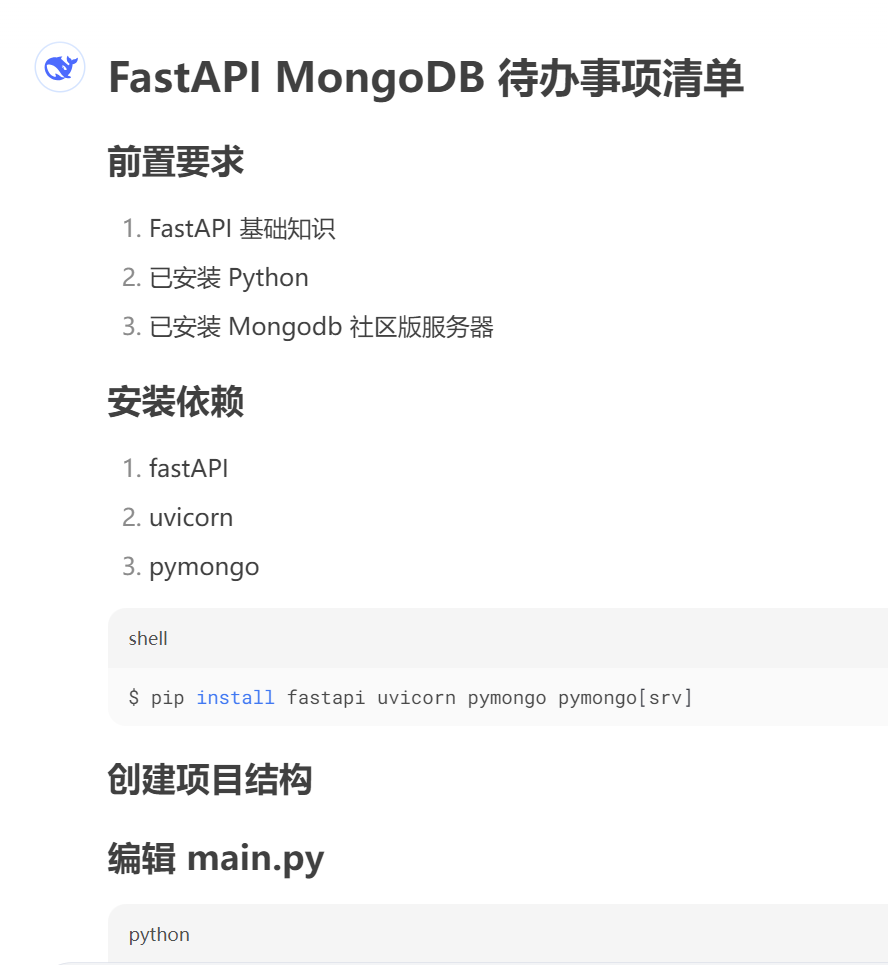 FastAPI MongoDB 待办事项清单
前置要求
1. FastAPI 基础知识
2. 已安装 Python
3. 已安装 Mongodb 社区版服务器
安装依赖
1. fastAPI
2. uvicorn
3. pymongo
shell
$ pip install fastapi uvicorn pymongo pymongo[srv]
创建项目结构
编辑 main.py
python